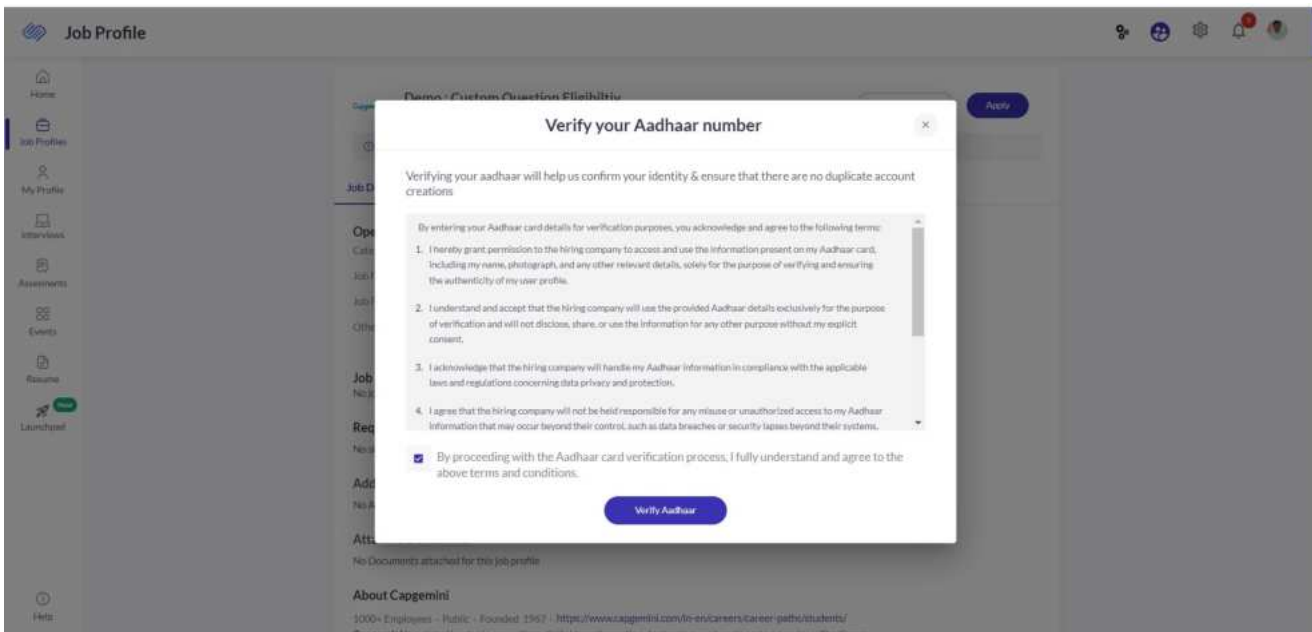 Job Profile
Home
Job Profiles
My Profile
Interviews
Assessments
Events
Resume
New
Launchpad
Help
Demo : Custom Question Eligibiltiy
Apply
Job D
Verify your Aadhaar number
Verifying your aadhaar will help us confirm your identity & ensure that there are no duplicate account
creations
By entering your Aadhaar card details for verification purposes, you acknowledge and agree to the following terms:
1. I hereby grant permission to the hiring company to access and use the information present on my Aadhaar card,
including my name, photograph, and any other relevant details, solely for the purpose of verifying and ensuring
the authenticity of my user profile.
2. I understand and accept that the hiring company will use the provided Aadhaar details exclusively for the purpose
of verification and will not disclose, share, or use the information for any other purpose without my explicit
consent.
3. I acknowledge that the hiring company will handle my Aadhaar information in compliance with the applicable
laws and regulations concerning data privacy and protection.
4. I agree that the hiring company will not be held responsible for any misuse or unauthorized access to my Aadhaar
information that may occur beyond their control, such as data breaches or security lapses beyond their systems.
By proceeding with the Aadhaar card verification process, I fully understand and agree to the
above terms and conditions.
Verify Aadhaar
Ope
Cate
Job
Othe
Job
Req
Add
No A
Atta
No Documents attached for this job profile
About Capgemini
1000+ Employees - Public - Founded 1967 - https://www.capgemini.com/in-en/careers/career-paths/students/